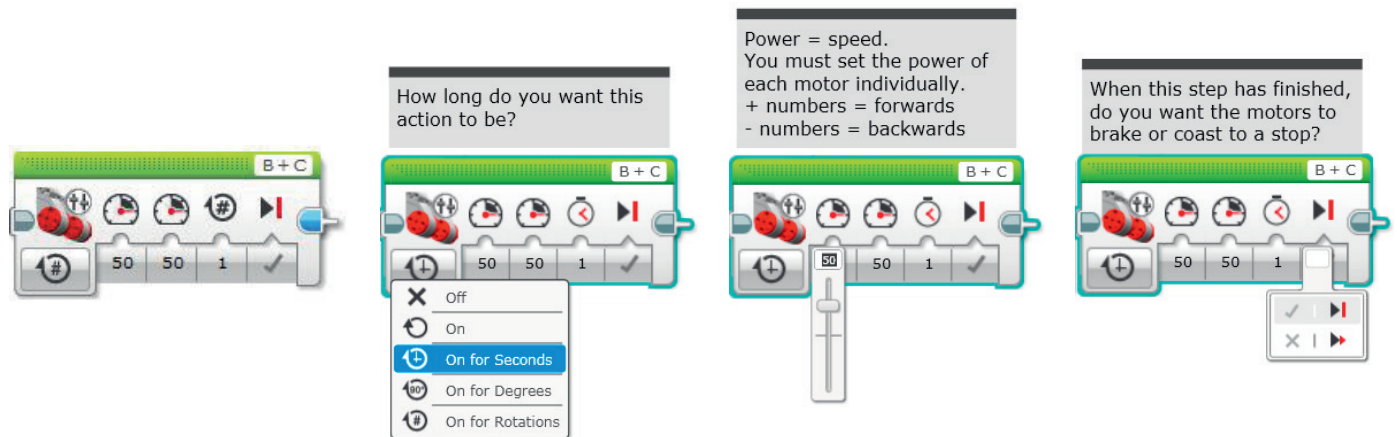 B + C
# 50 50 1
How long do you want this
action to be?
B + C
50 50 1
Off
On
On for Seconds
90° On for Degrees
# On for Rotations
Power = speed.
You must set the power of
each motor individually.
+ numbers = forwards
- numbers = backwards
B + C
50 50 1
When this step has finished,
do you want the motors to
brake or coast to a stop?
B + C
50 50 1